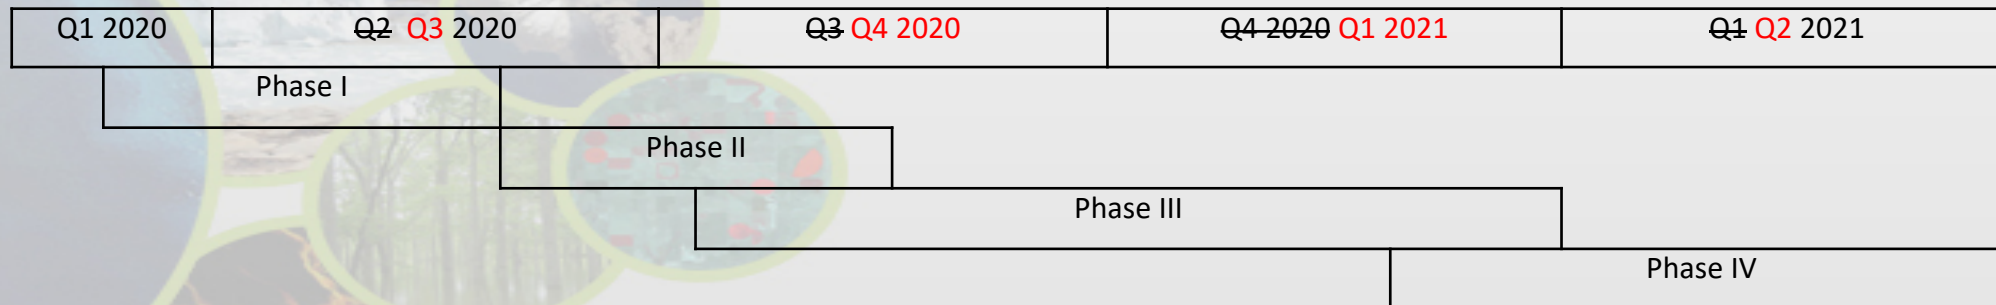 Q1 2020 Q2 Q3 2020 Q3 Q4 2020 Q4 2020 Q1 2021 Q1 Q2 2021
Phase I
Phase II
Phase III
Phase IV